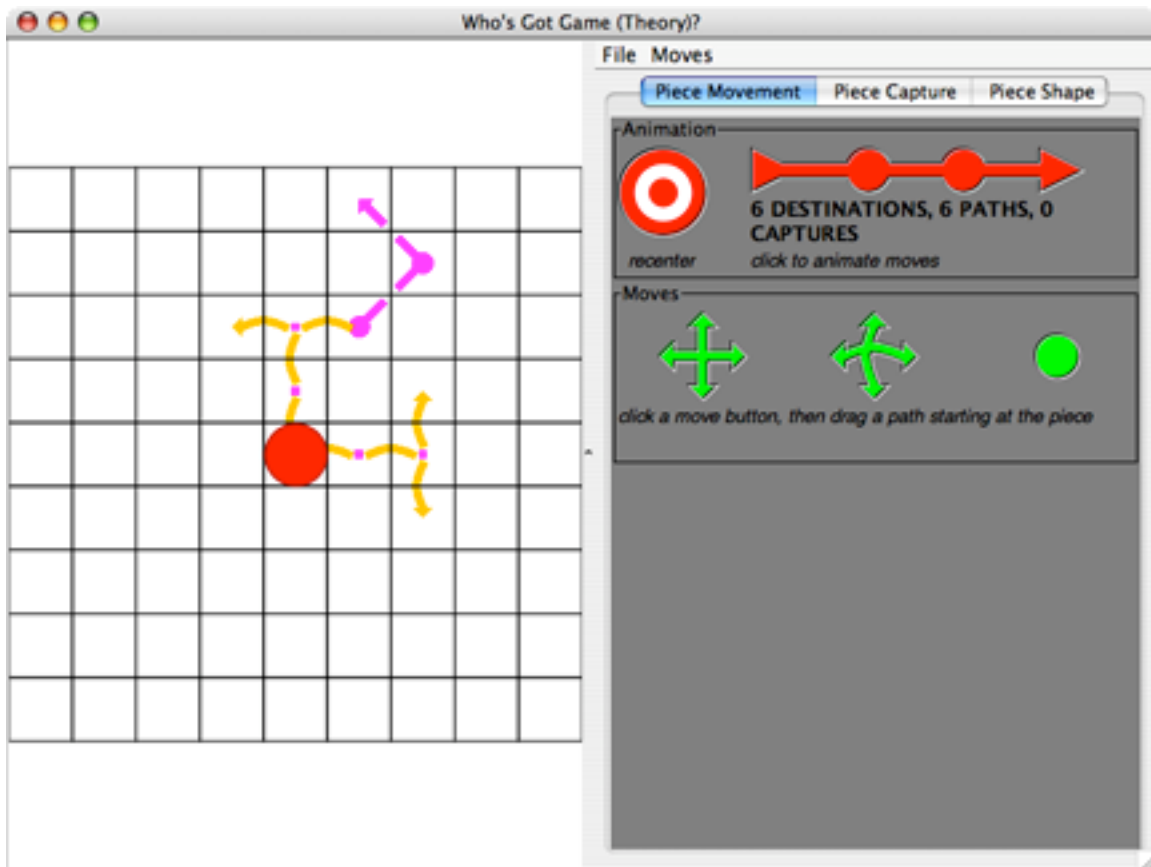 Who's Got Game (Theory)?
File Moves
Piece Movement Piece Capture Piece Shape
Animation
6 DESTINATIONS, 6 PATHS, 0
CAPTURES
recenter click to animate moves
Moves
click a move button, then drag a path starting at the piece